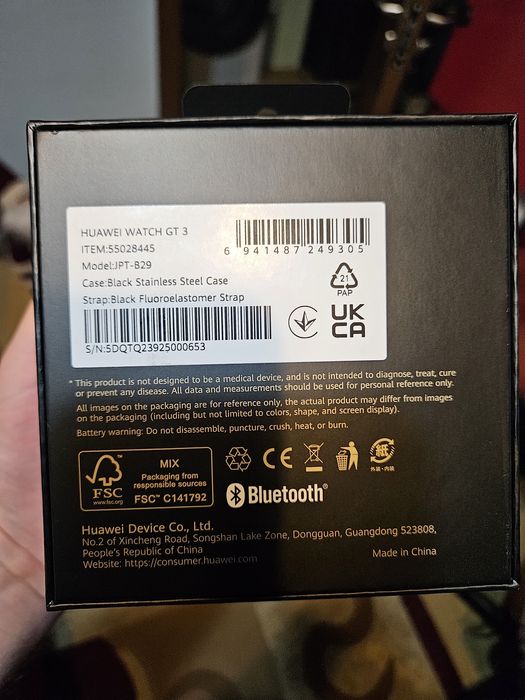 HUAWEI WATCH GT 3
ITEM:55028445
Model:JPT-B29
Case:Black Stainless Steel Case
Strap:Black Fluoroelastomer Strap
S/N:5DQTQ23925000653
6 941487 249305
21
PAP
UK
CA
* This product is not designed to be a medical device, and is not intended to diagnose, treat, cure
or prevent any disease. All data and measurements should be used for personal reference only.
All images on the packaging are for reference only, the actual product may differ from images
on the packaging (including but not limited to colors, shape, and screen display).
Battery warning: Do not disassemble, puncture, crush, heat, or burn.
FSC
www.fsc.org
MIX
Packaging from
responsible sources
FSC™ C141792
CE
紙
外装・内装
Bluetooth®
Huawei Device Co., Ltd.
No.2 of Xincheng Road, Songshan Lake Zone, Dongguan, Guangdong 523808,
People's Republic of China
Website: https://consumer.huawei.com
Made in China